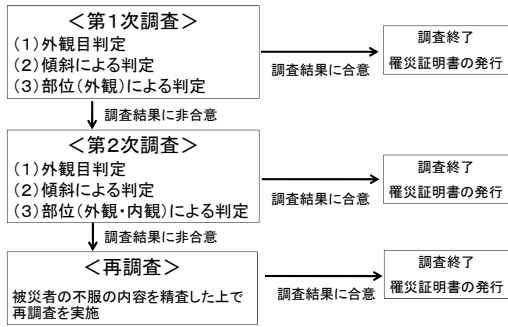 ＜第１次調査＞
（１）外観目判定
（２）傾斜による判定
（３）部位（外観）による判定
調査結果に合意
調査終了
罹災証明書の発行
調査結果に非合意
＜第２次調査＞
（１）外観目判定
（２）傾斜による判定
（３）部位（外観・内観）による判定
調査結果に合意
調査終了
罹災証明書の発行
調査結果に非合意
＜再調査＞
被災者の不服の内容を精査した上で
再調査を実施
調査結果に合意
調査終了
罹災証明書の発行